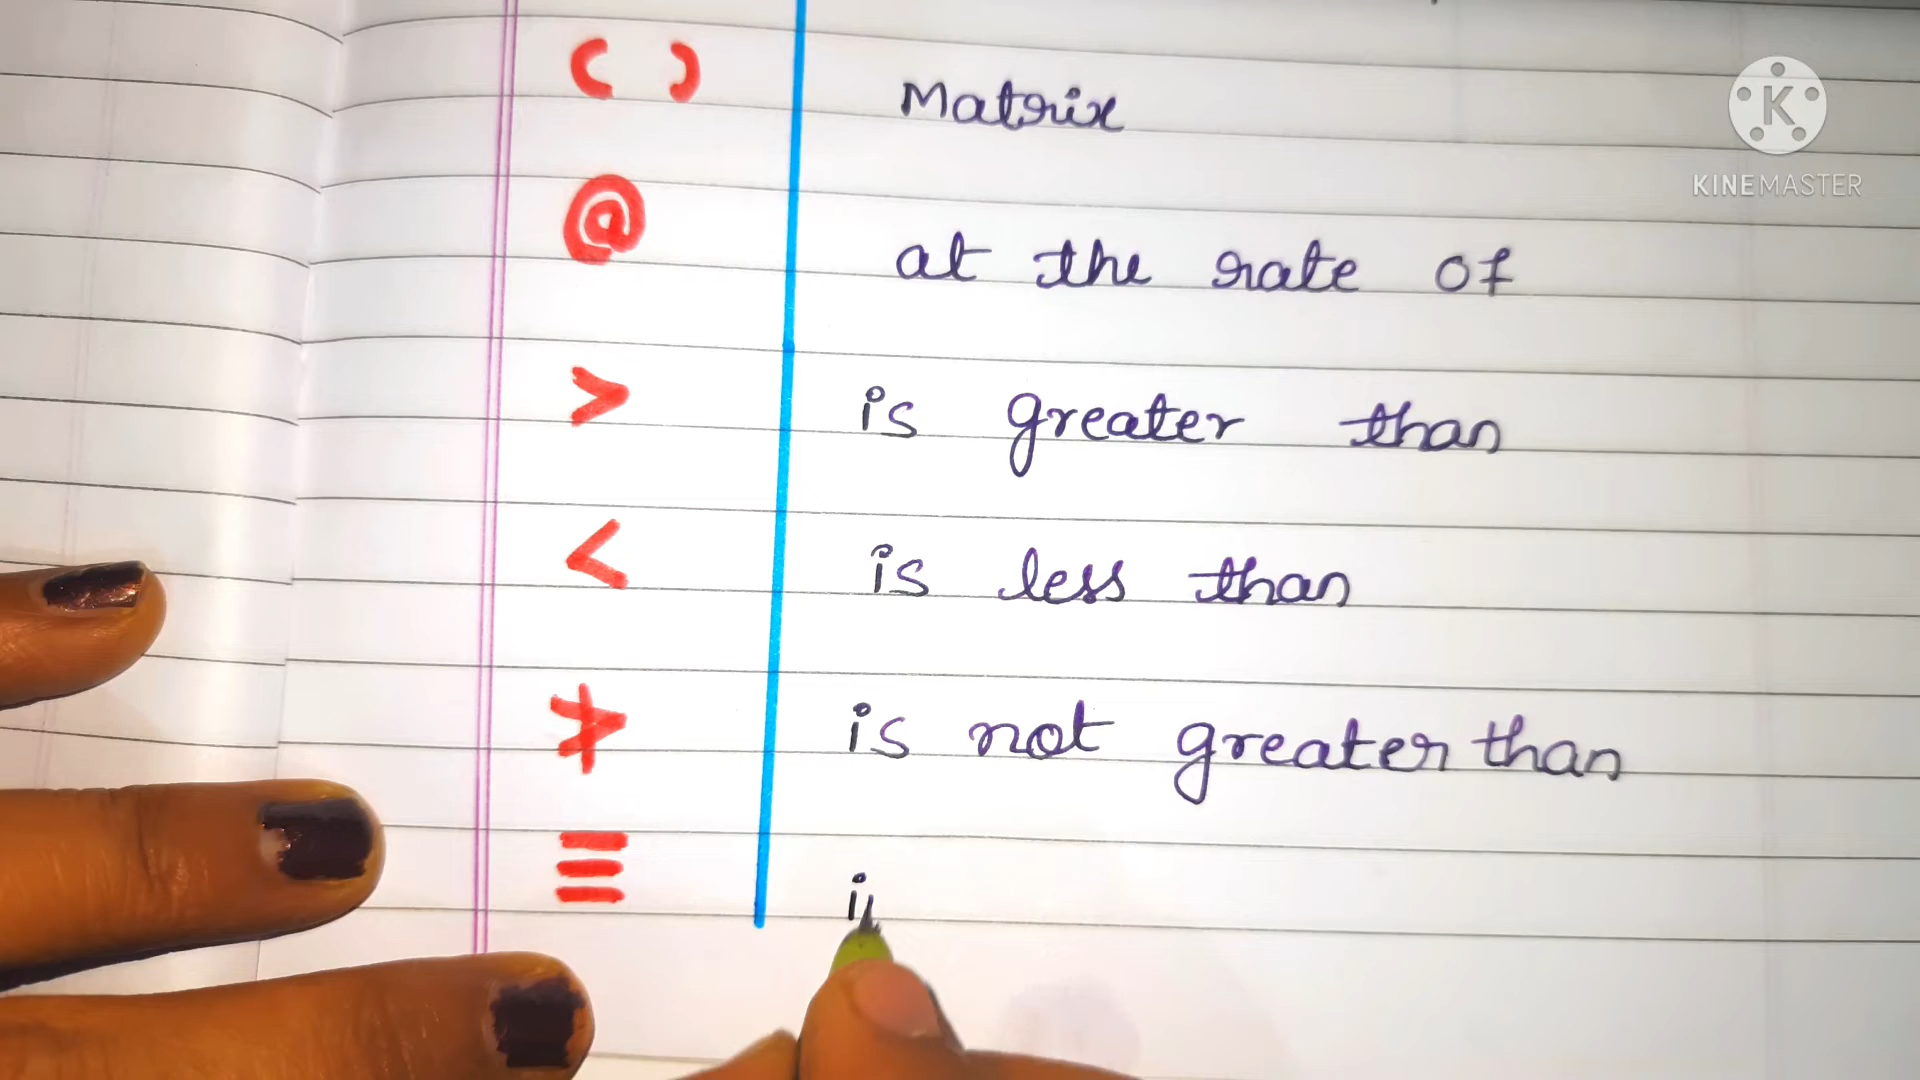 ( ) Matrix
KINEMASTER
@ at the rate of
> is greater than
< is less than
≯ is not greater than
≡ i